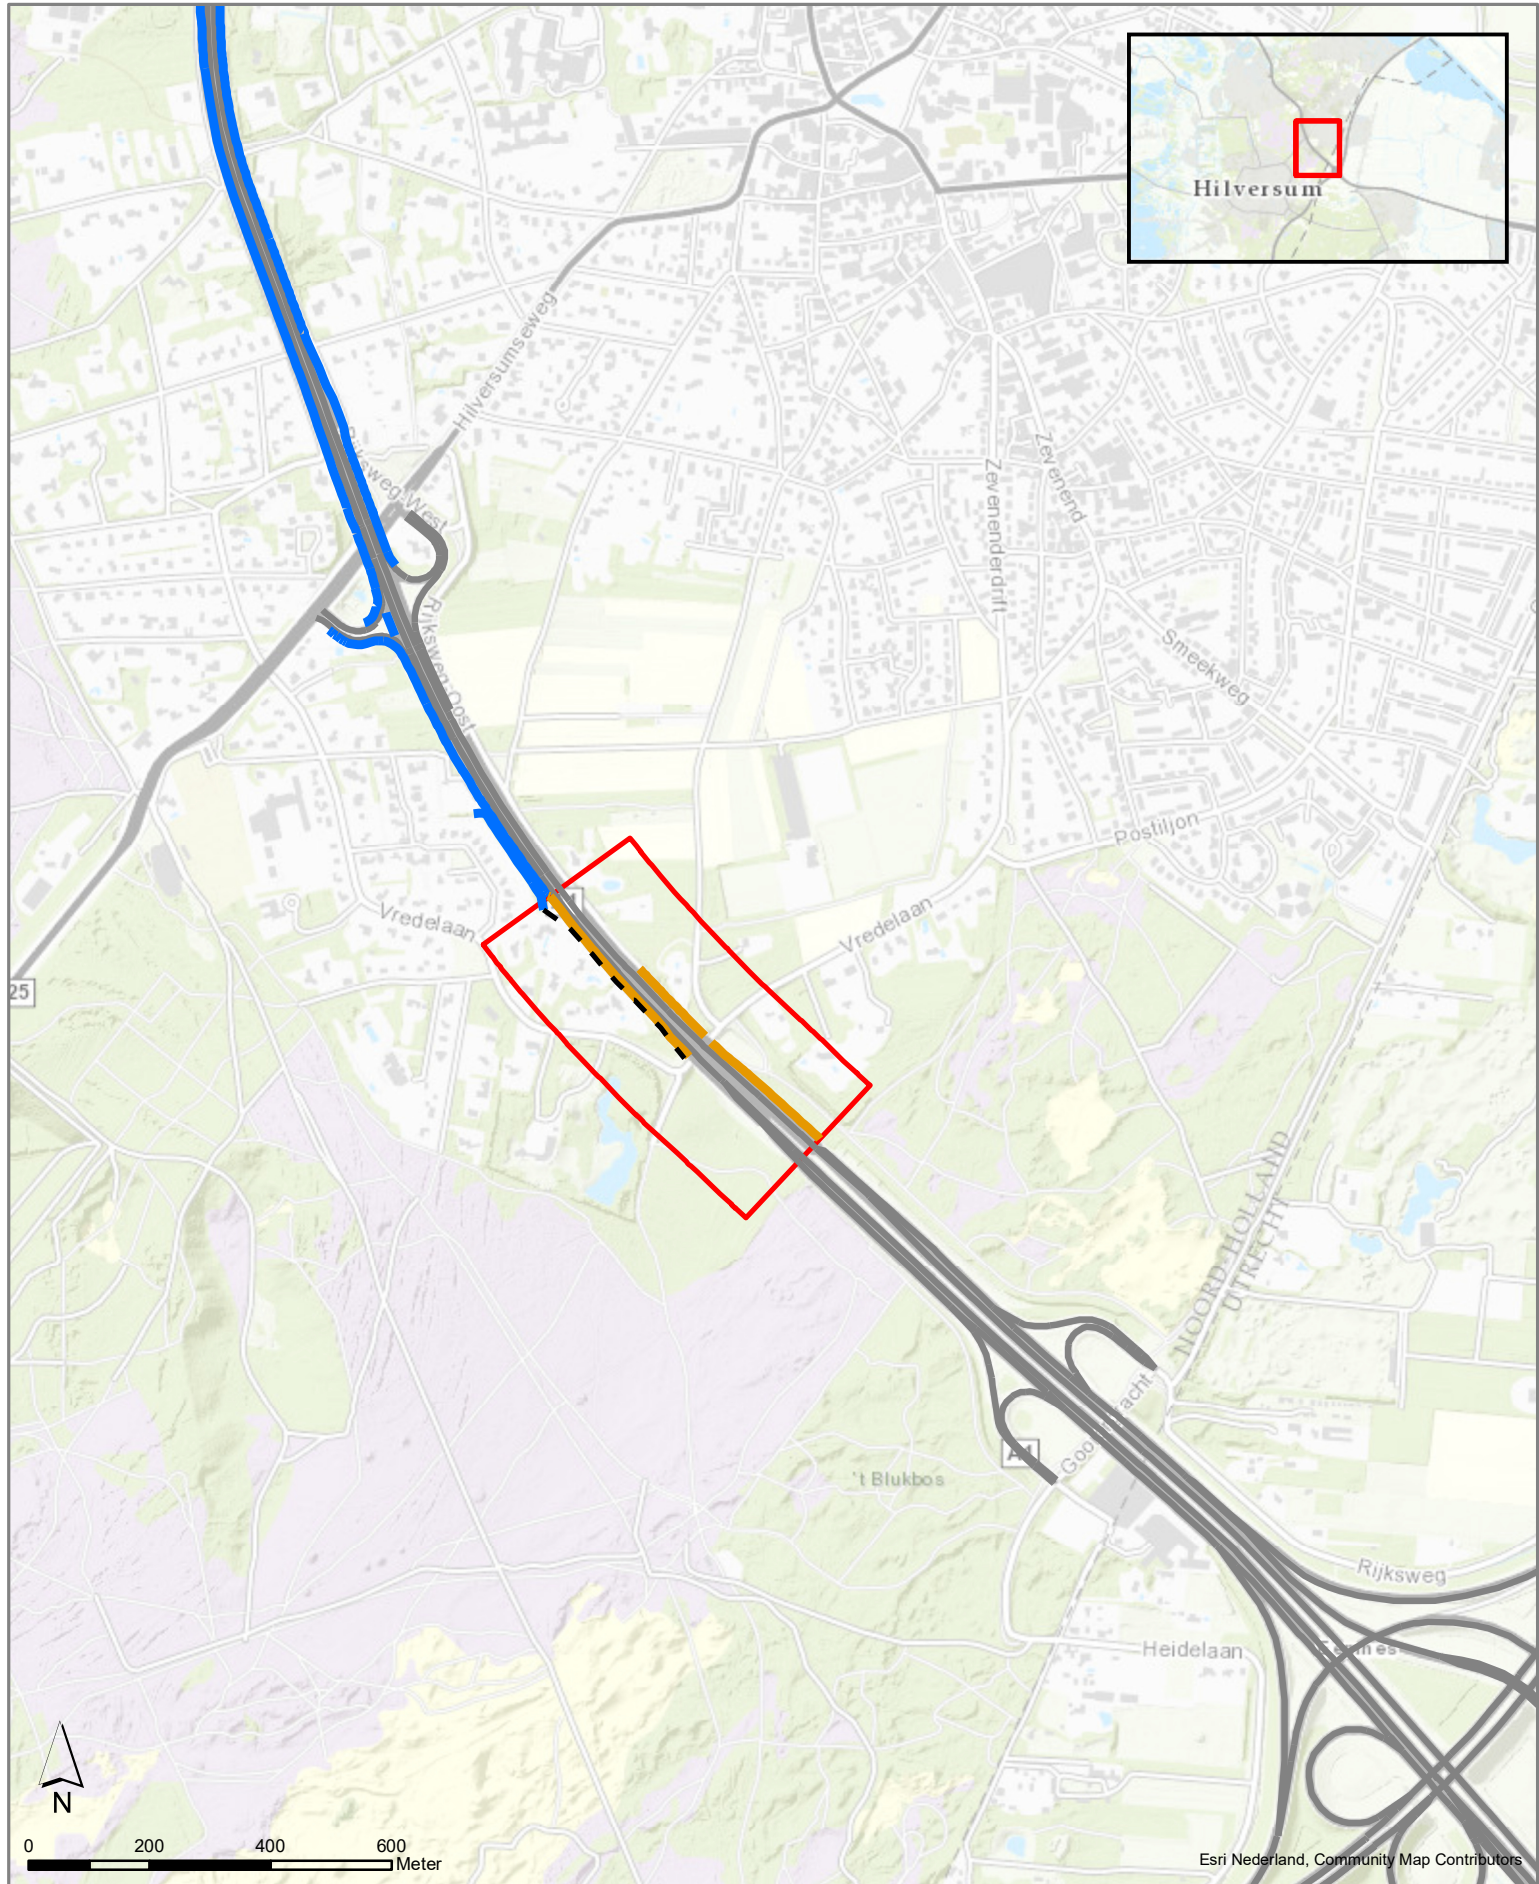 Hilversum
Hilversumseweg
Rijksweg West
Zevenend
Zevenenderdrift
Rijksweg Oost
Smeekweg
Postiljon
Vredelaan
Vredelaan
25
NOORD-HOLLAND
UTRECHT
A1
't Blukbos
Rijksweg
Heidelaan
N
0 200 400 600
Meter
Esri Nederland, Community Map Contributors